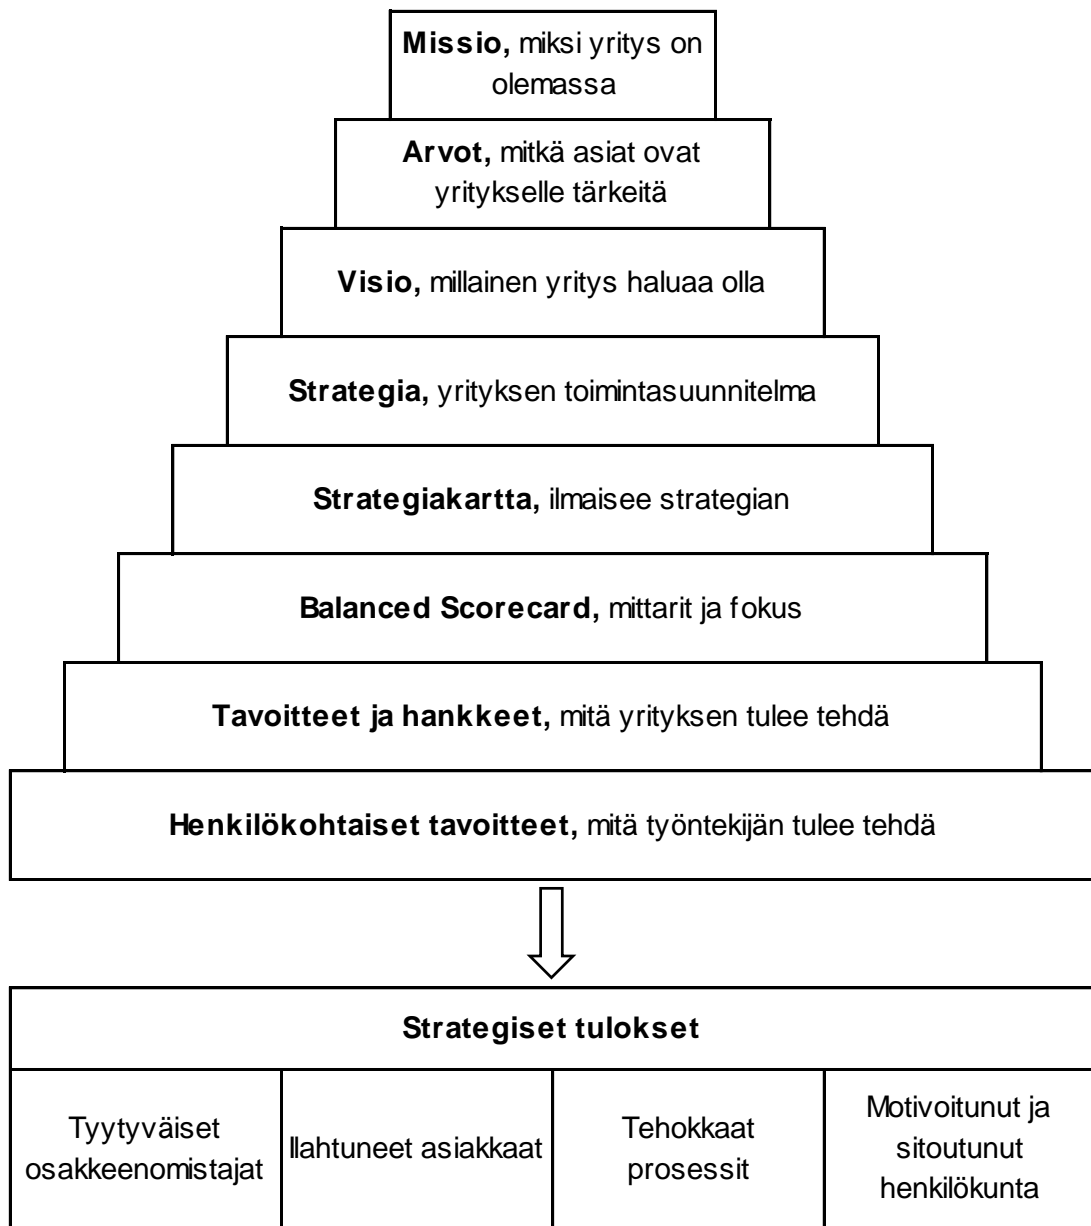 Missio, miksi yritys on
olemassa
Arvot, mitkä asiat ovat
yritykselle tärkeitä
Visio, millainen yritys haluaa olla
Strategia, yrityksen toimintasuunnitelma
Strategiakartta, ilmaisee strategian
Balanced Scorecard, mittarit ja fokus
Tavoitteet ja hankkeet, mitä yrityksen tulee tehdä
Henkilökohtaiset tavoitteet, mitä työntekijän tulee tehdä
Strategiset tulokset
Tyytyväiset
osakkeenomistajat
Ilahtuneet asiakkaat
Tehokkaat
prosessit
Motivoitunut ja
sitoutunut
henkilökunta